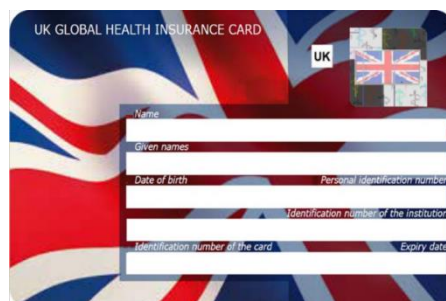 UK GLOBAL HEALTH INSURANCE CARD
UK
Name
Given names
Date of birth Personal identification number
Identification number of the institution
Identification number of the card Expiry date